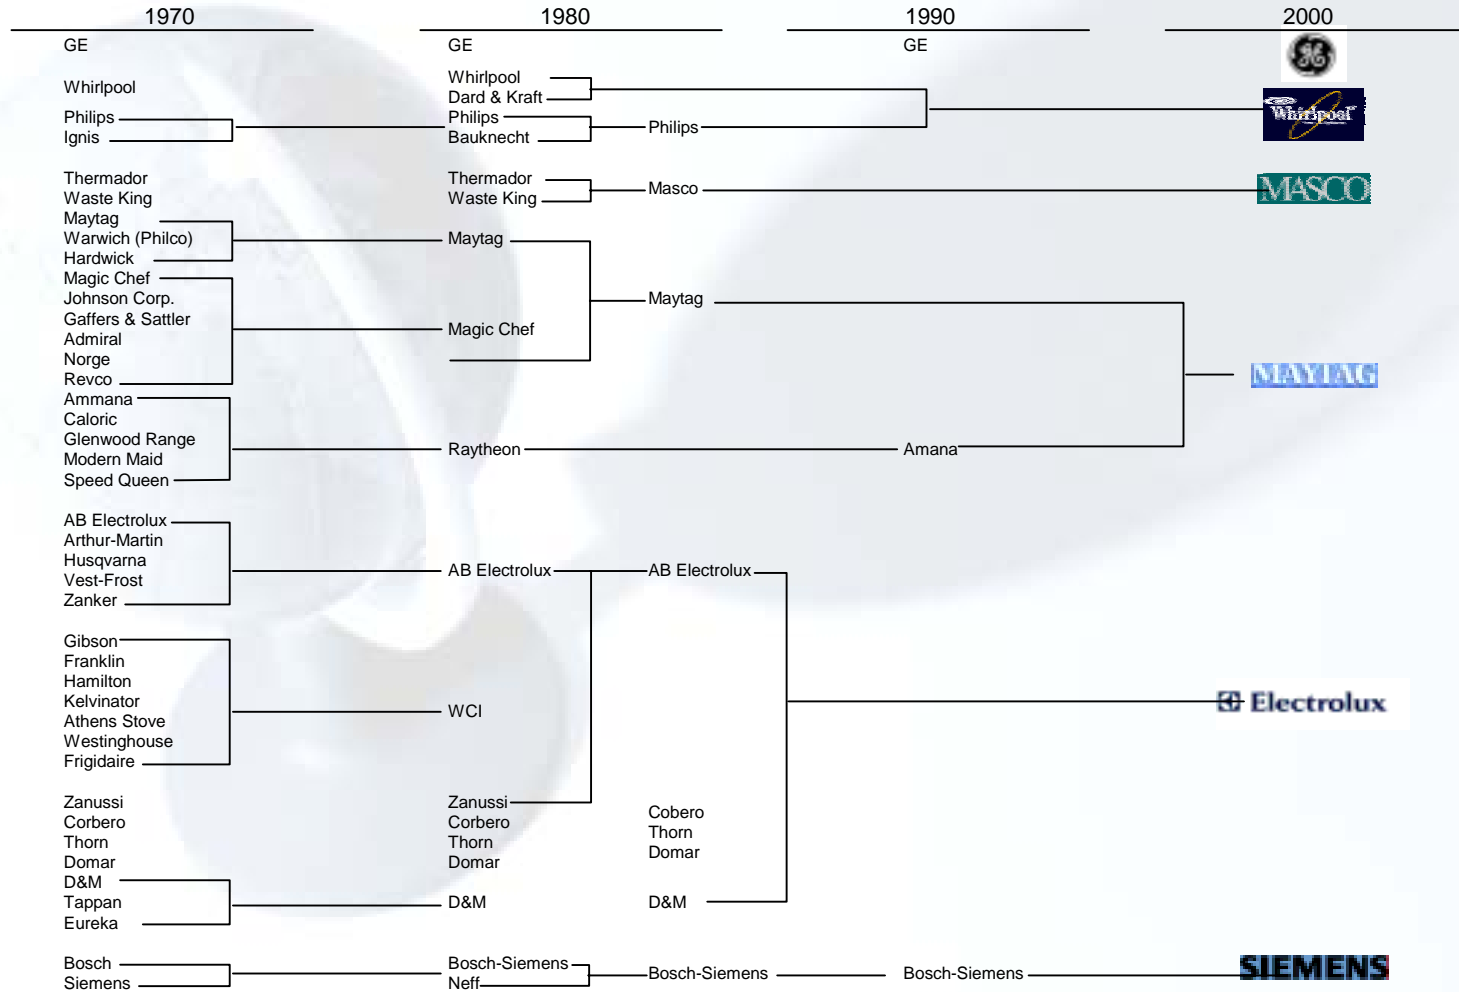 1970 1980 1990 2000
GE GE GE GE
Whirlpool
Whirlpool
Dard & Kraft
Whirlpool
Philips Philips
Ignis Bauknecht Philips
Thermador Thermador
Waste King Waste King Masco MASCO
Maytag
Warwich (Philco) Maytag
Hardwick
Magic Chef
Johnson Corp. Maytag
Gaffers & Sattler
Admiral Magic Chef
Norge
Revco MAYTAG
Ammana
Caloric
Glenwood Range Raytheon Amana
Modern Maid
Speed Queen
AB Electrolux
Arthur-Martin
Husqvarna AB Electrolux AB Electrolux
Vest-Frost
Zanker
Gibson
Franklin
Hamilton
Kelvinator Electrolux
Athens Stove WCI
Westinghouse
Frigidaire
Zanussi Zanussi Cobero
Corbero Corbero Thorn
Thorn Thorn Domar
Domar Domar
D&M
Tappan D&M D&M
Eureka
Bosch Bosch-Siemens SIEMENS
Siemens Neff Bosch-Siemens Bosch-Siemens